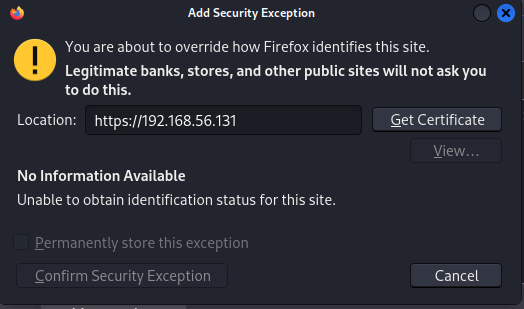 Add Security Exception
You are about to override how Firefox identifies this site.
Legitimate banks, stores, and other public sites will not ask you
to do this.
Location: https://192.168.56.131 Get Certificate
View...
No Information Available
Unable to obtain identification status for this site.
Permanently store this exception
Confirm Security Exception Cancel